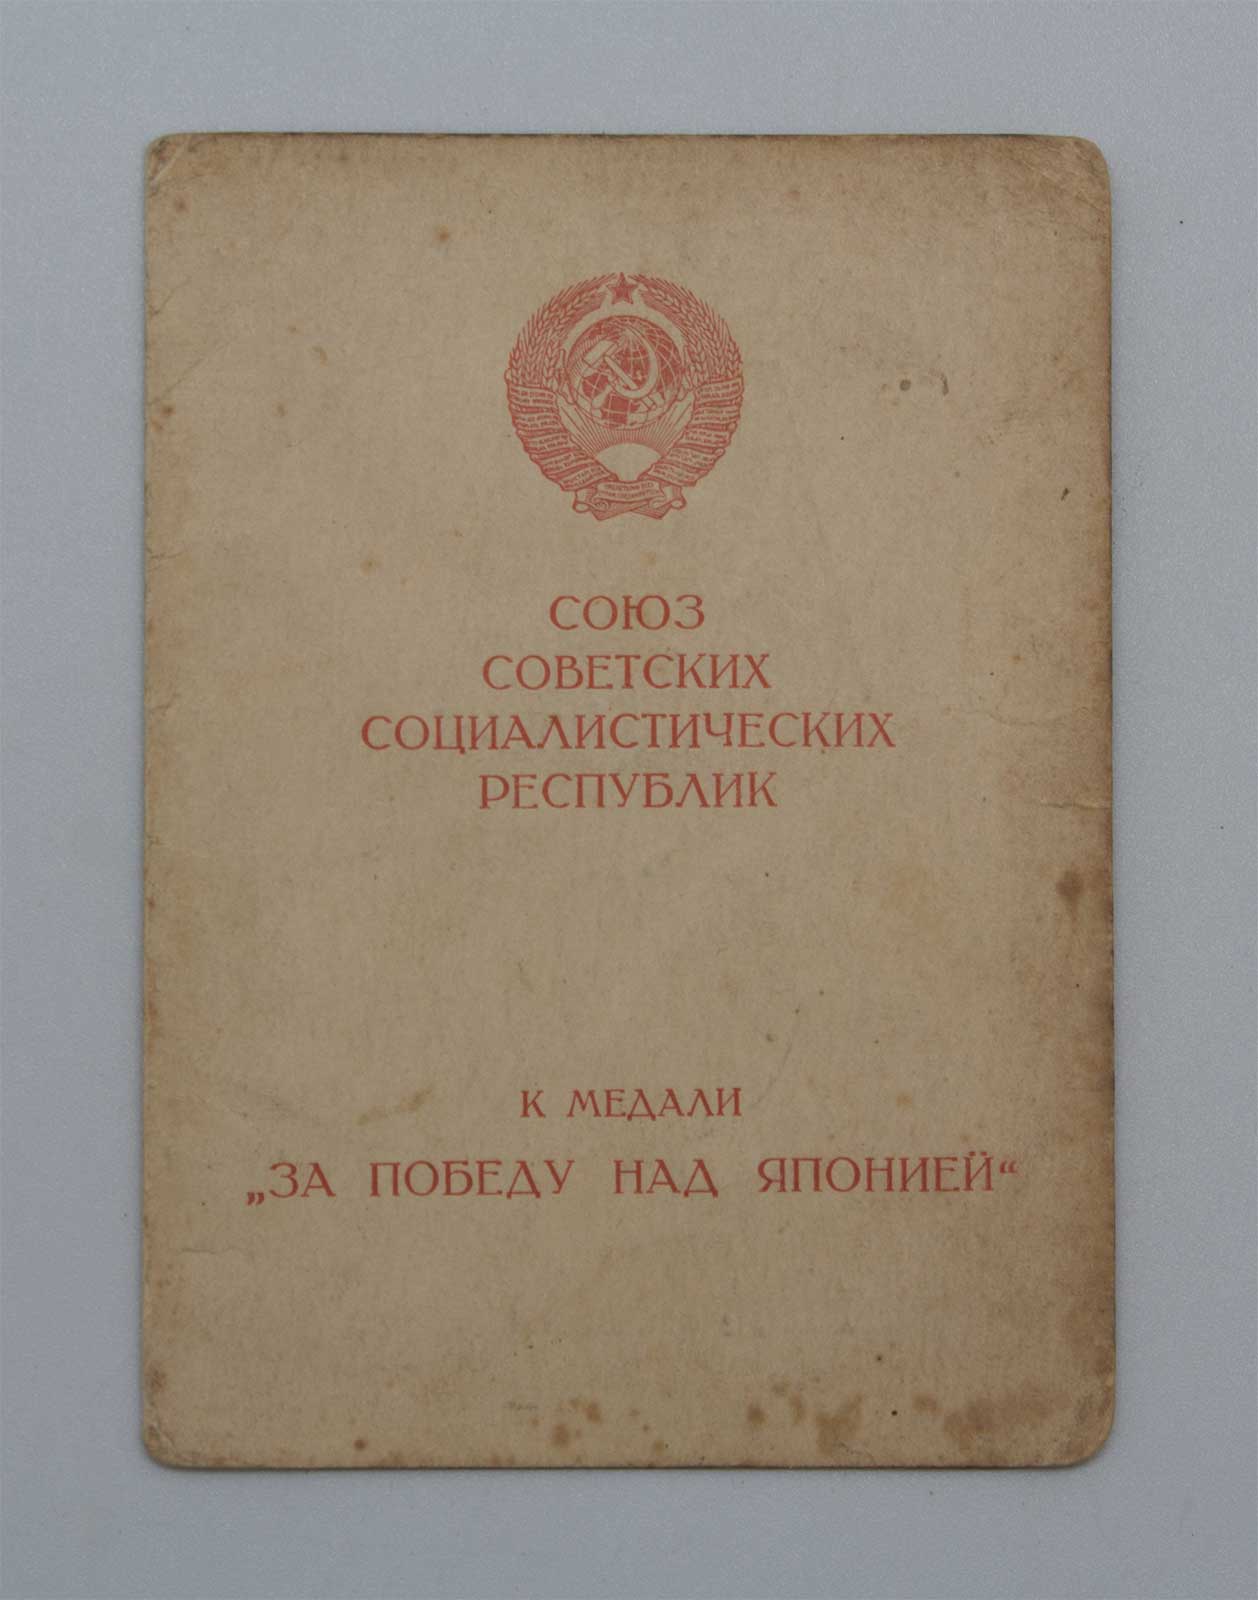 СОЮЗ
СОВЕТСКИХ
СОЦИАЛИСТИЧЕСКИХ
РЕСПУБЛИК
К МЕДАЛИ
„ЗА ПОБЕДУ НАД ЯПОНИЕЙ“